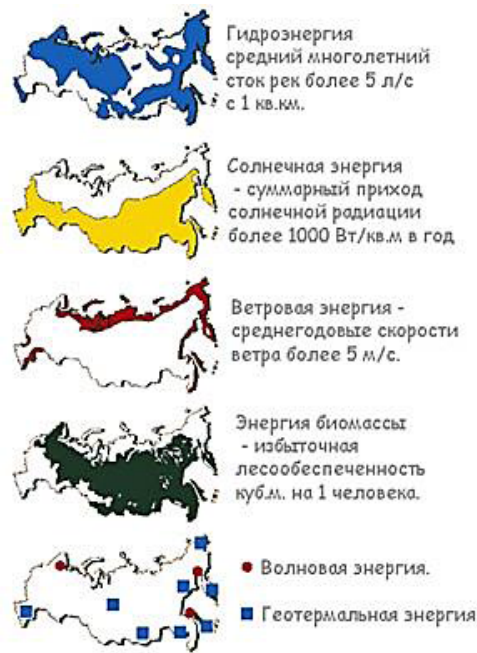 Гидроэнергия
средний многолетний
сток рек более 5 л/с
с 1 кв.км.
Солнечная энергия
- суммарный приход
солнечной радиации
более 1000 Вт/кв.м в год
Ветровая энергия -
среднегодовые скорости
ветра более 5 м/с.
Энергия биомассы
- избыточная
лесообеспеченность
куб.м. на 1 человека.
Волновая энергия.
Геотермальная энергия